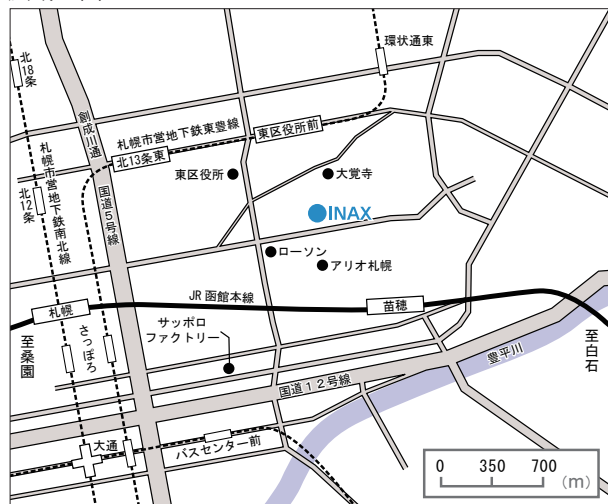 環状通東
北18条
創成川通
札幌市営地下鉄東豊線
東区役所前
北13条東
札幌市営地下鉄南北線
東区役所
大覚寺
北12条
国道5号線
INAX
ローソン
アリオ札幌
JR函館本線
札幌
苗穂
さっぽろ
サッポロ
ファクトリー
至桑園
至白石
豊平川
国道12号線
大通
バスセンター前
0 350 700
(m)